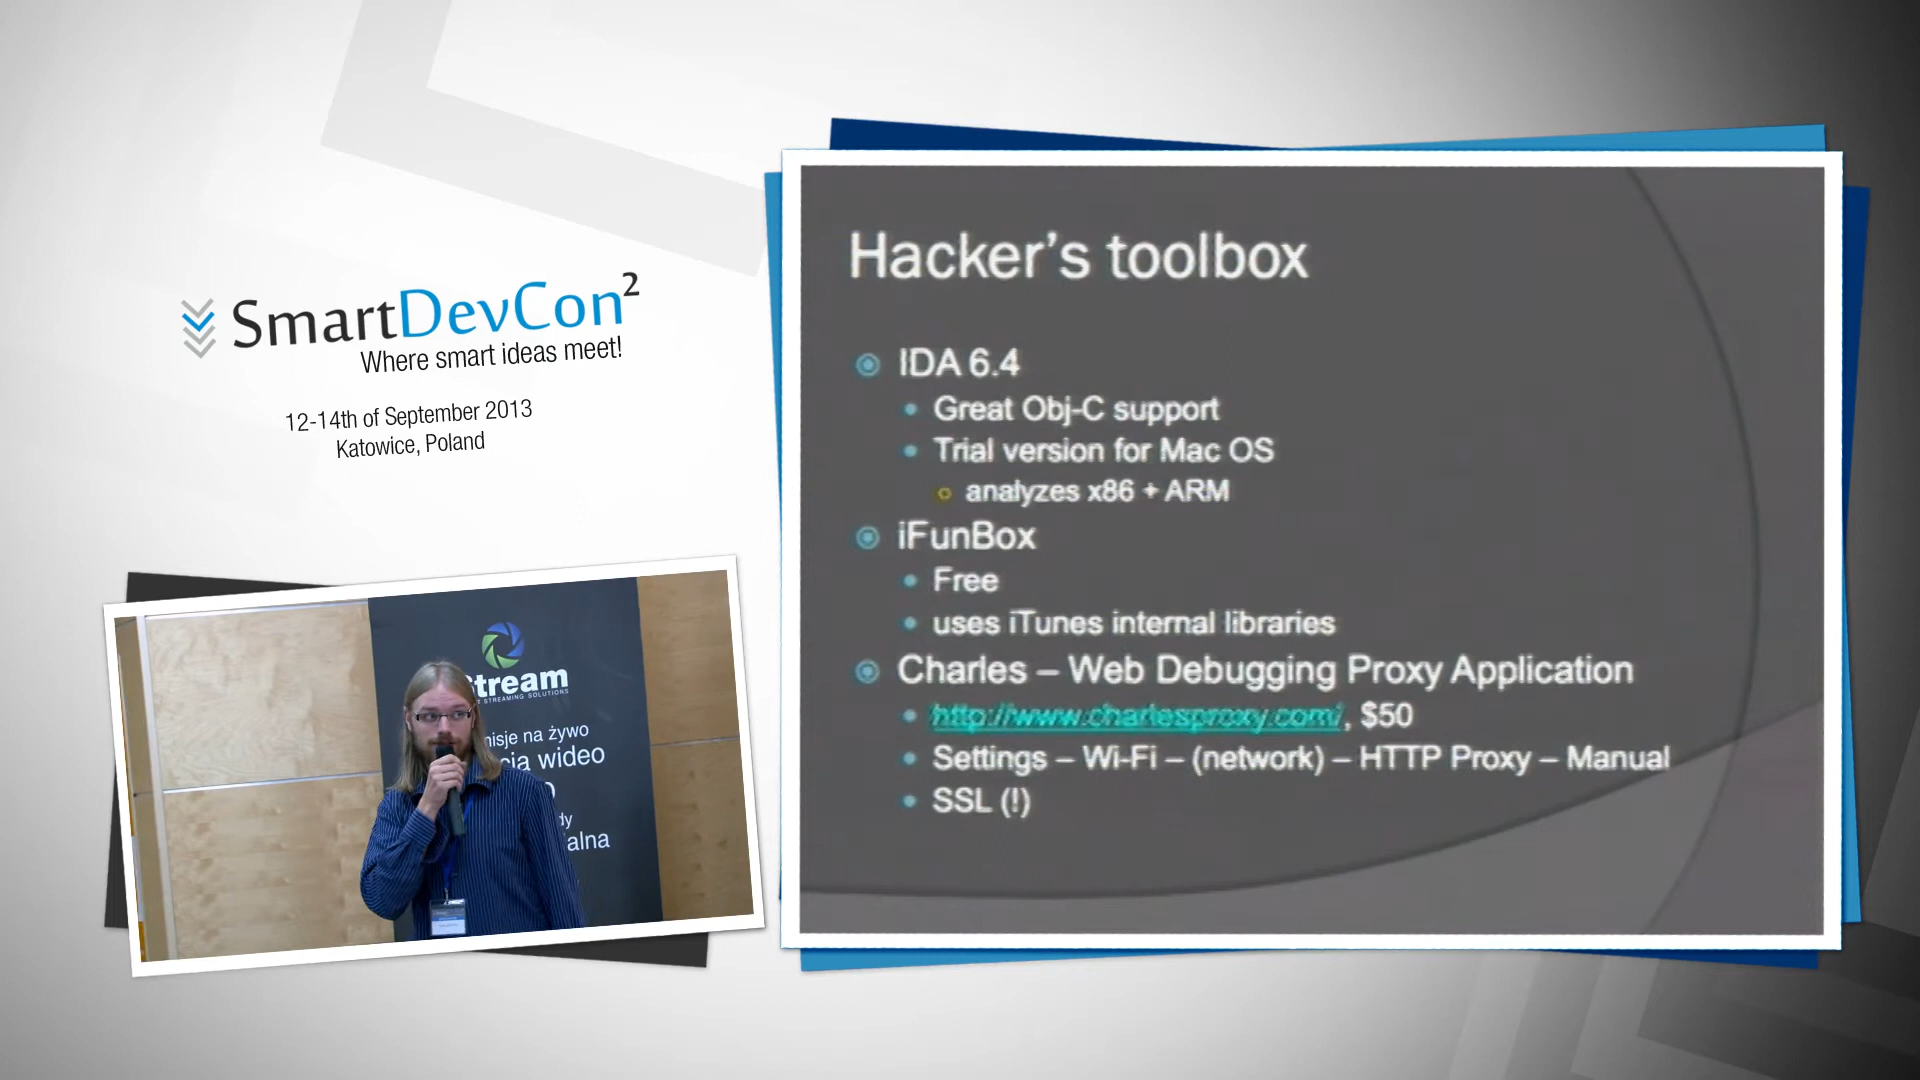 SmartDevCon²
Where smart ideas meet!
12-14th of September 2013
Katowice, Poland
Hacker's toolbox
IDA 6.4
Great Obj-C support
Trial version for Mac OS
analyzes x86 + ARM
iFunBox
Free
uses iTunes internal libraries
Charles – Web Debugging Proxy Application
http://www.charlesproxy.com/, $50
Settings – Wi-Fi – (network) – HTTP Proxy – Manual
SSL (!)
tream
STREAMING SOLUTIONS
na żywo
wideo
alna